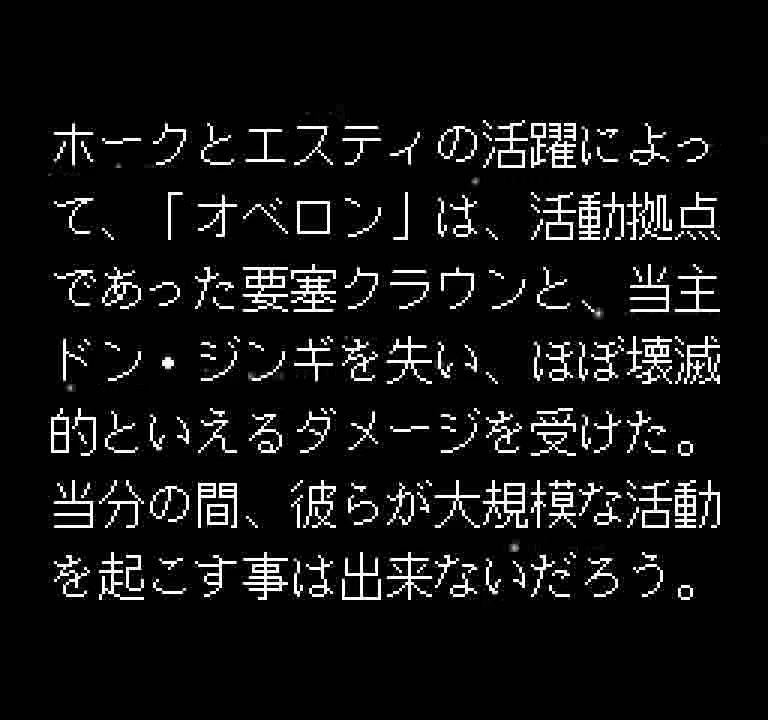 ホークとエスティの活躍によっ
て、「オベロン」は、活動拠点
であった要塞クラウンと、当主
ドン・ジンギを失い、ほぼ壊滅
的といえるダメージを受けた。
当分の間、彼らが大規模な活動
を起こす事は出来ないだろう。